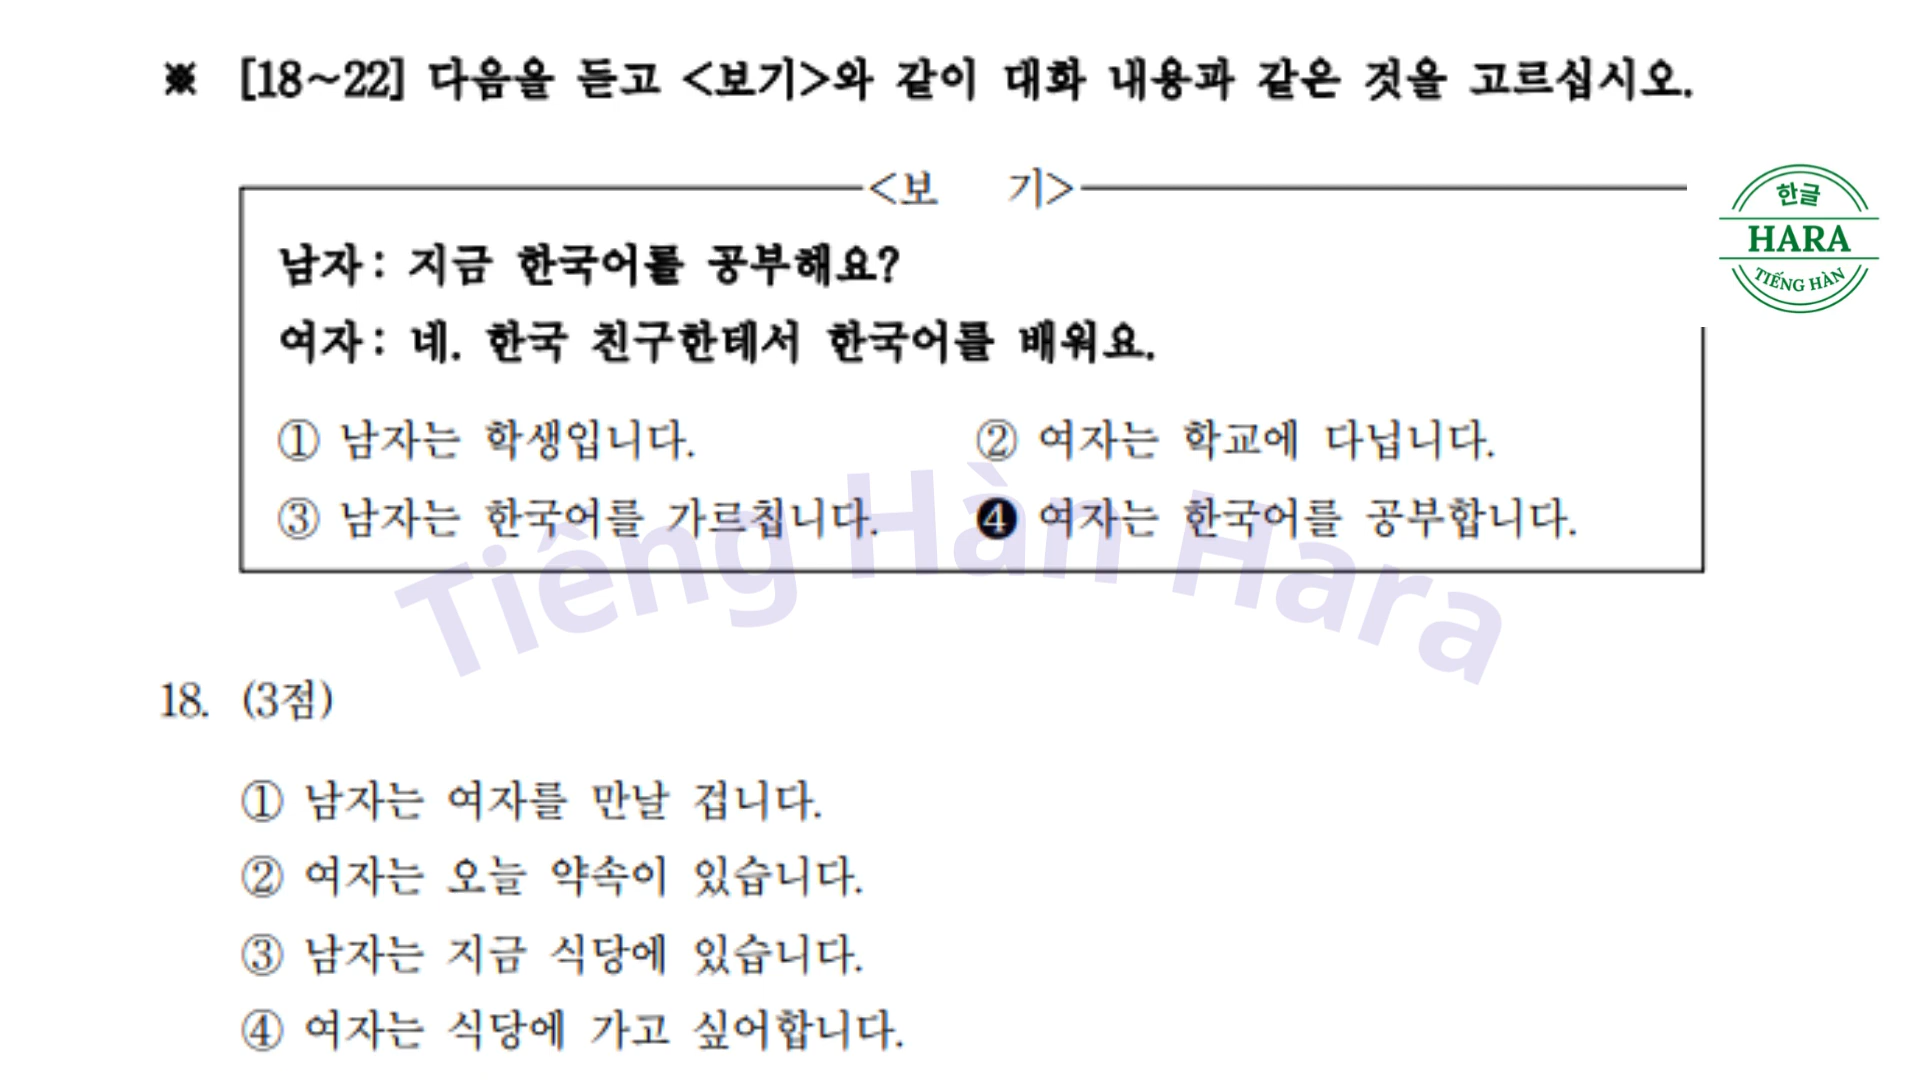 ※ [18~22] 다음을 듣고 <보기>와 같이 대화 내용과 같은 것을 고르십시오.
<보 기>
한글
HARA
TIẾNG HÀN
남자 : 지금 한국어를 공부해요?
여자 : 네. 한국 친구한테서 한국어를 배워요.
① 남자는 학생입니다. ② 여자는 학교에 다닙니다.
③ 남자는 한국어를 가르칩니다. ❹ 여자는 한국어를 공부합니다.
Tiếng Hàn Hara
18. (3점)
① 남자는 여자를 만날 겁니다.
② 여자는 오늘 약속이 있습니다.
③ 남자는 지금 식당에 있습니다.
④ 여자는 식당에 가고 싶어합니다.